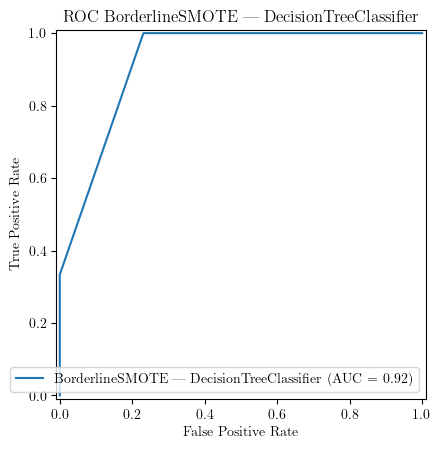 ROC BorderlineSMOTE — DecisionTreeClassifier
1.0
0.8
0.6
0.4
0.2
0.0
True Positive Rate
BorderlineSMOTE — DecisionTreeClassifier (AUC = 0.92)
0.0 0.2 0.4 0.6 0.8 1.0
False Positive Rate